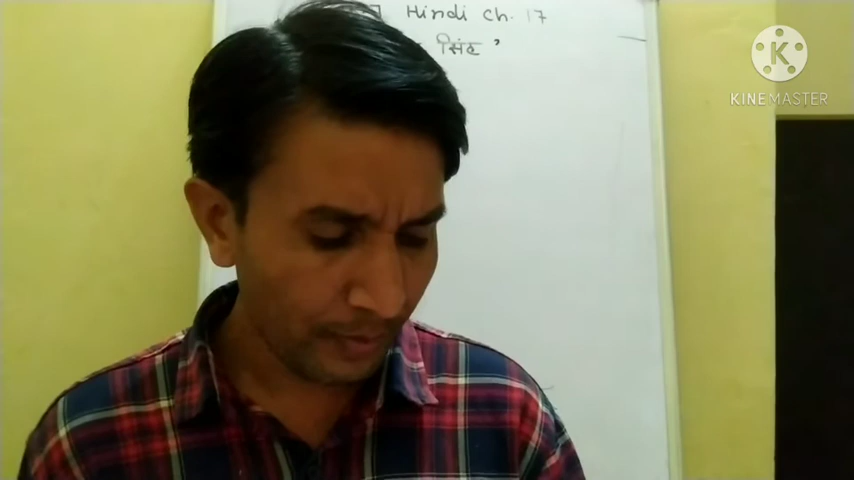 Hindi Ch. 17
सिंह '
K
KINEMASTER